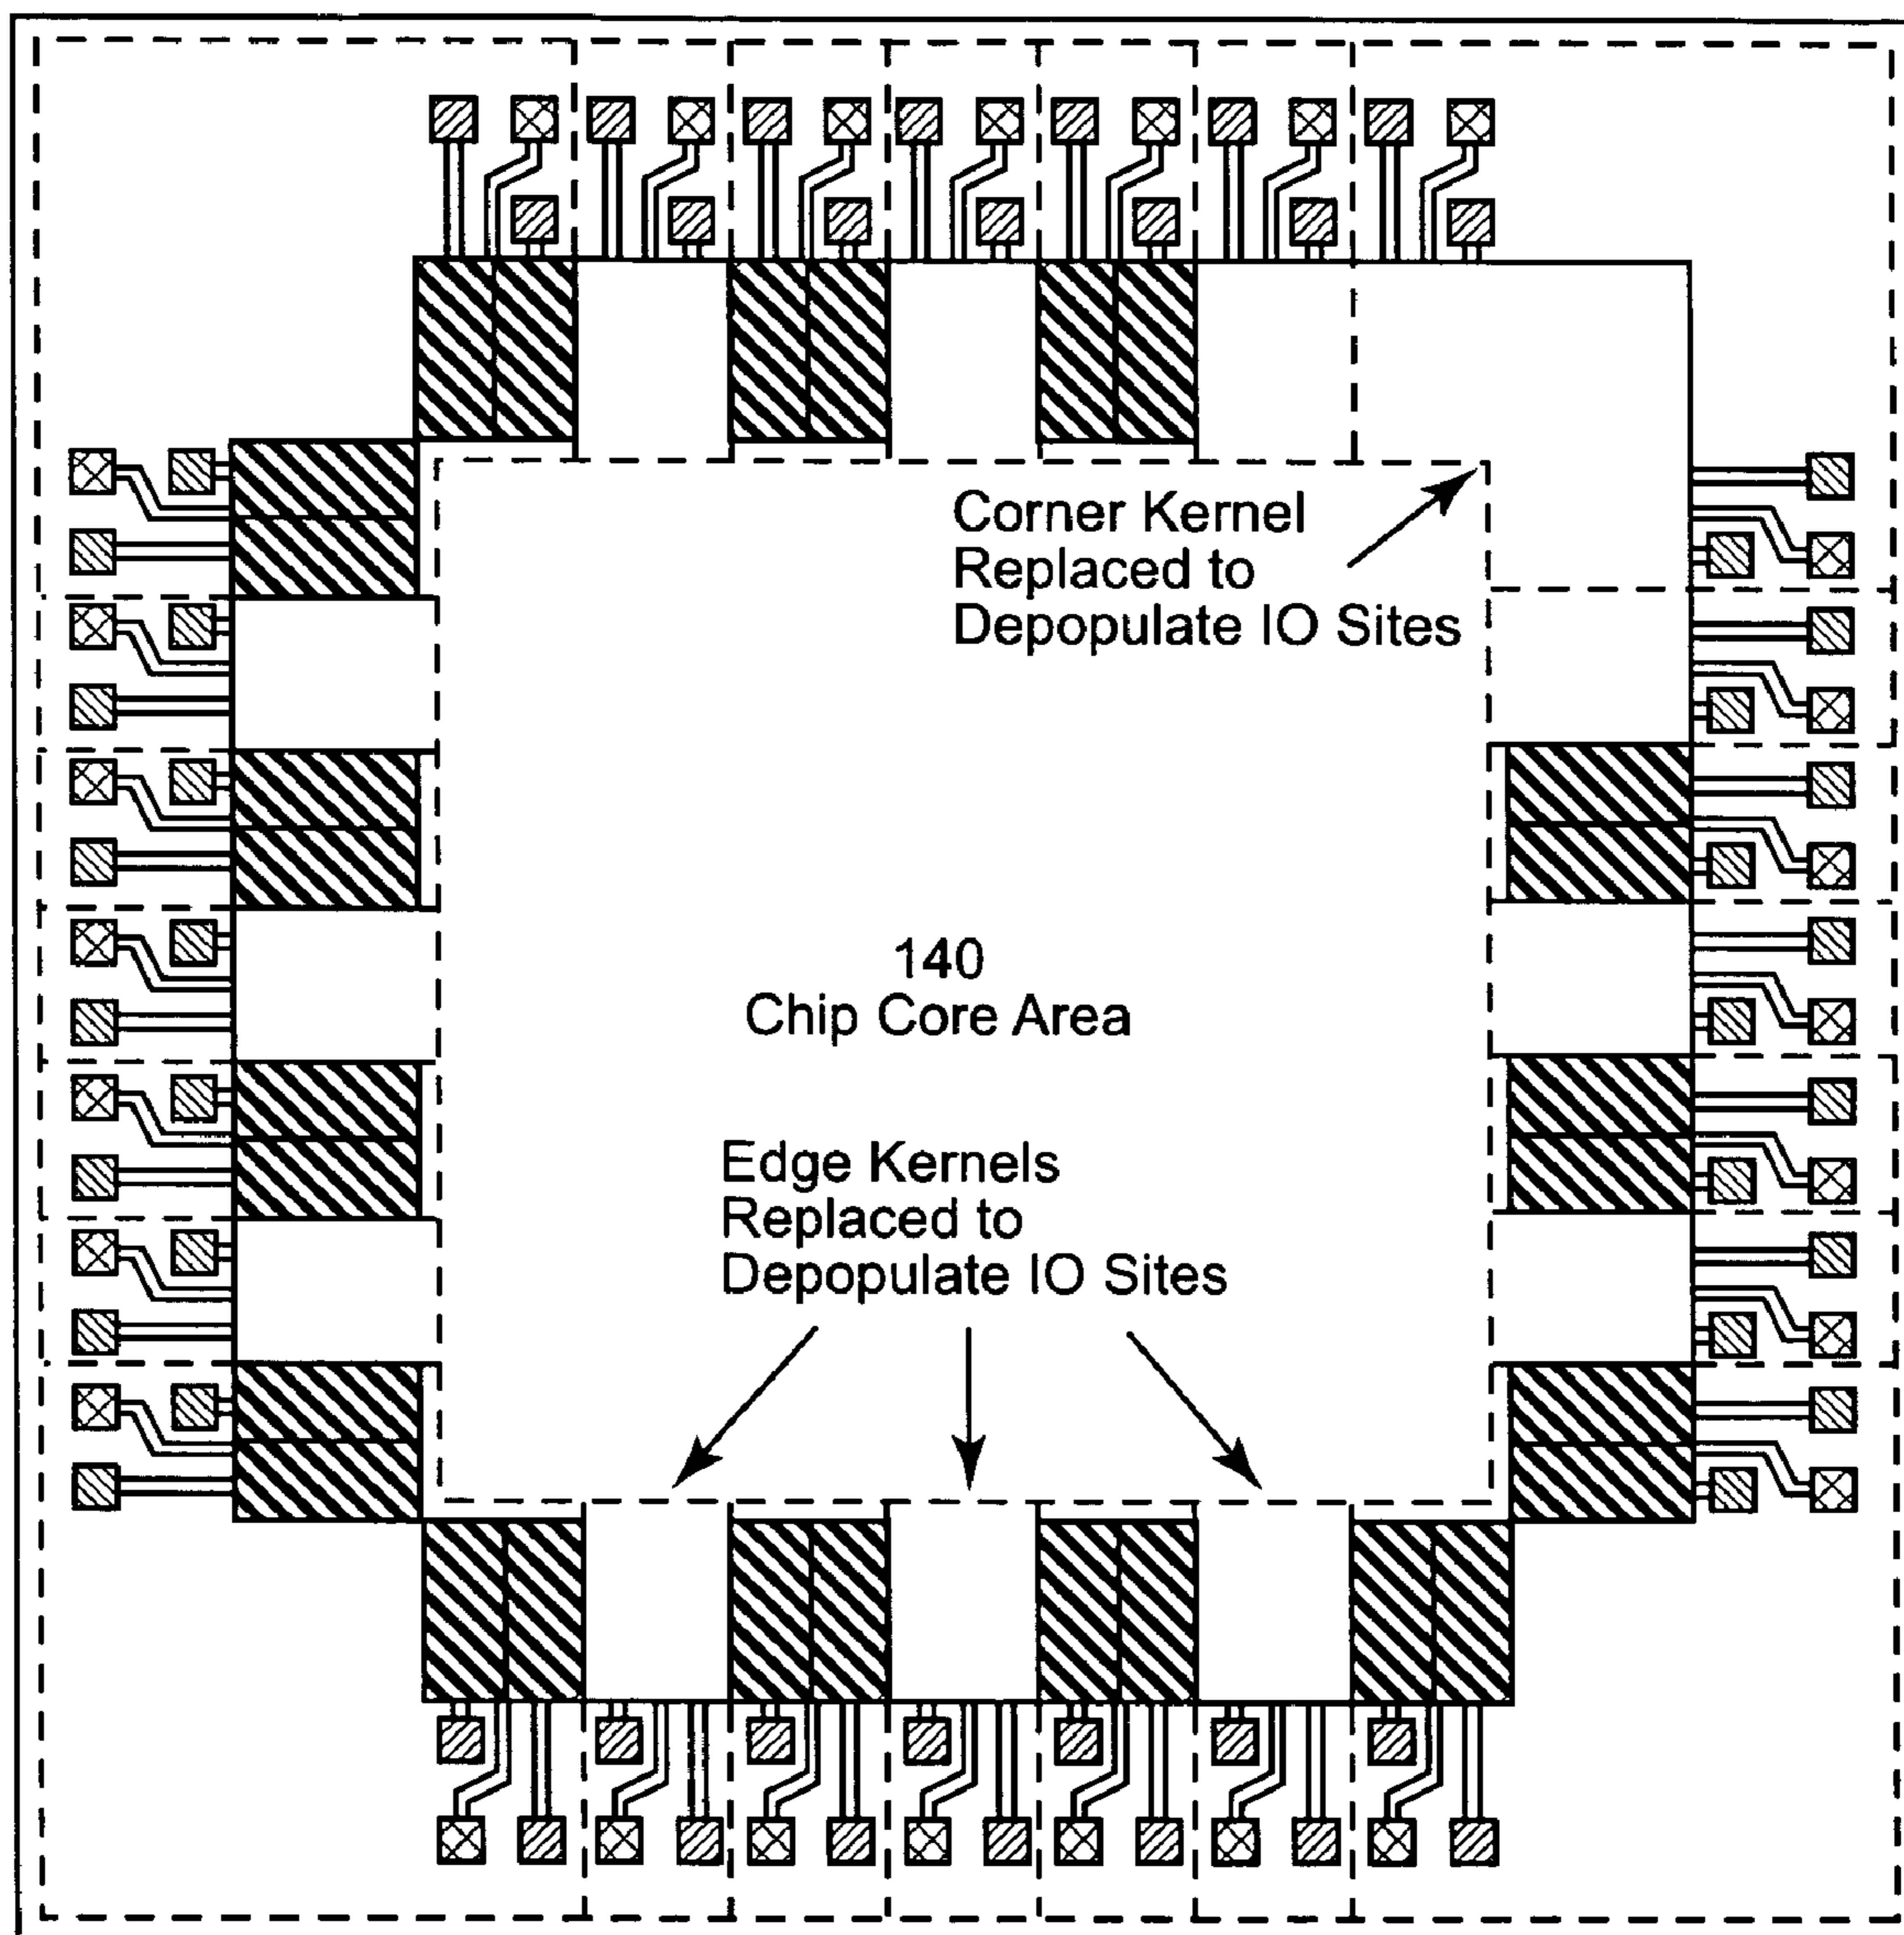 Corner Kernel
Replaced to
Depopulate IO Sites
140
Chip Core Area
Edge Kernels
Replaced to
Depopulate IO Sites